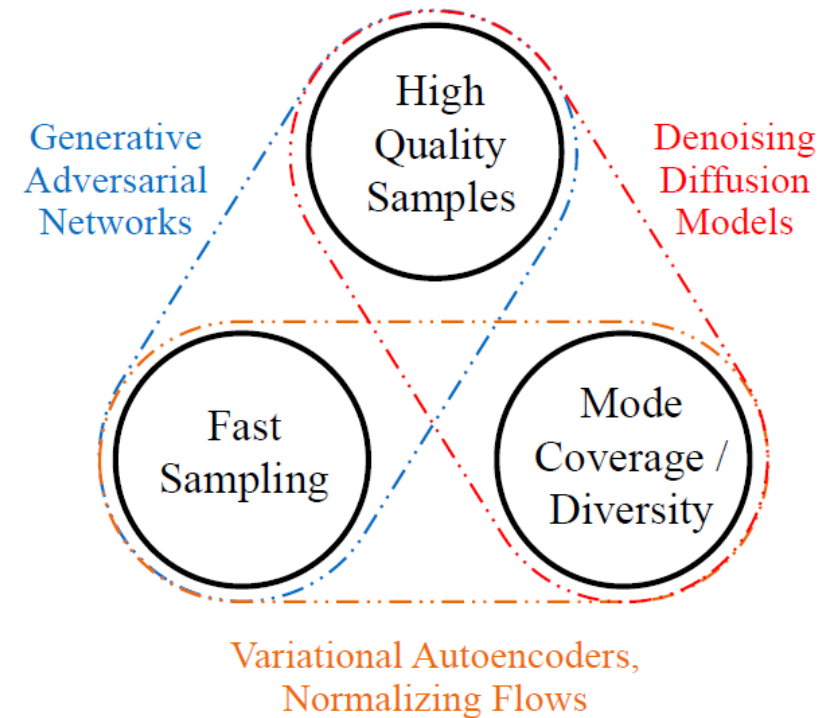 High
Quality
Samples
Generative
Adversarial
Networks
Denoising
Diffusion
Models
Fast
Sampling
Mode
Coverage /
Diversity
Variational Autoencoders,
Normalizing Flows